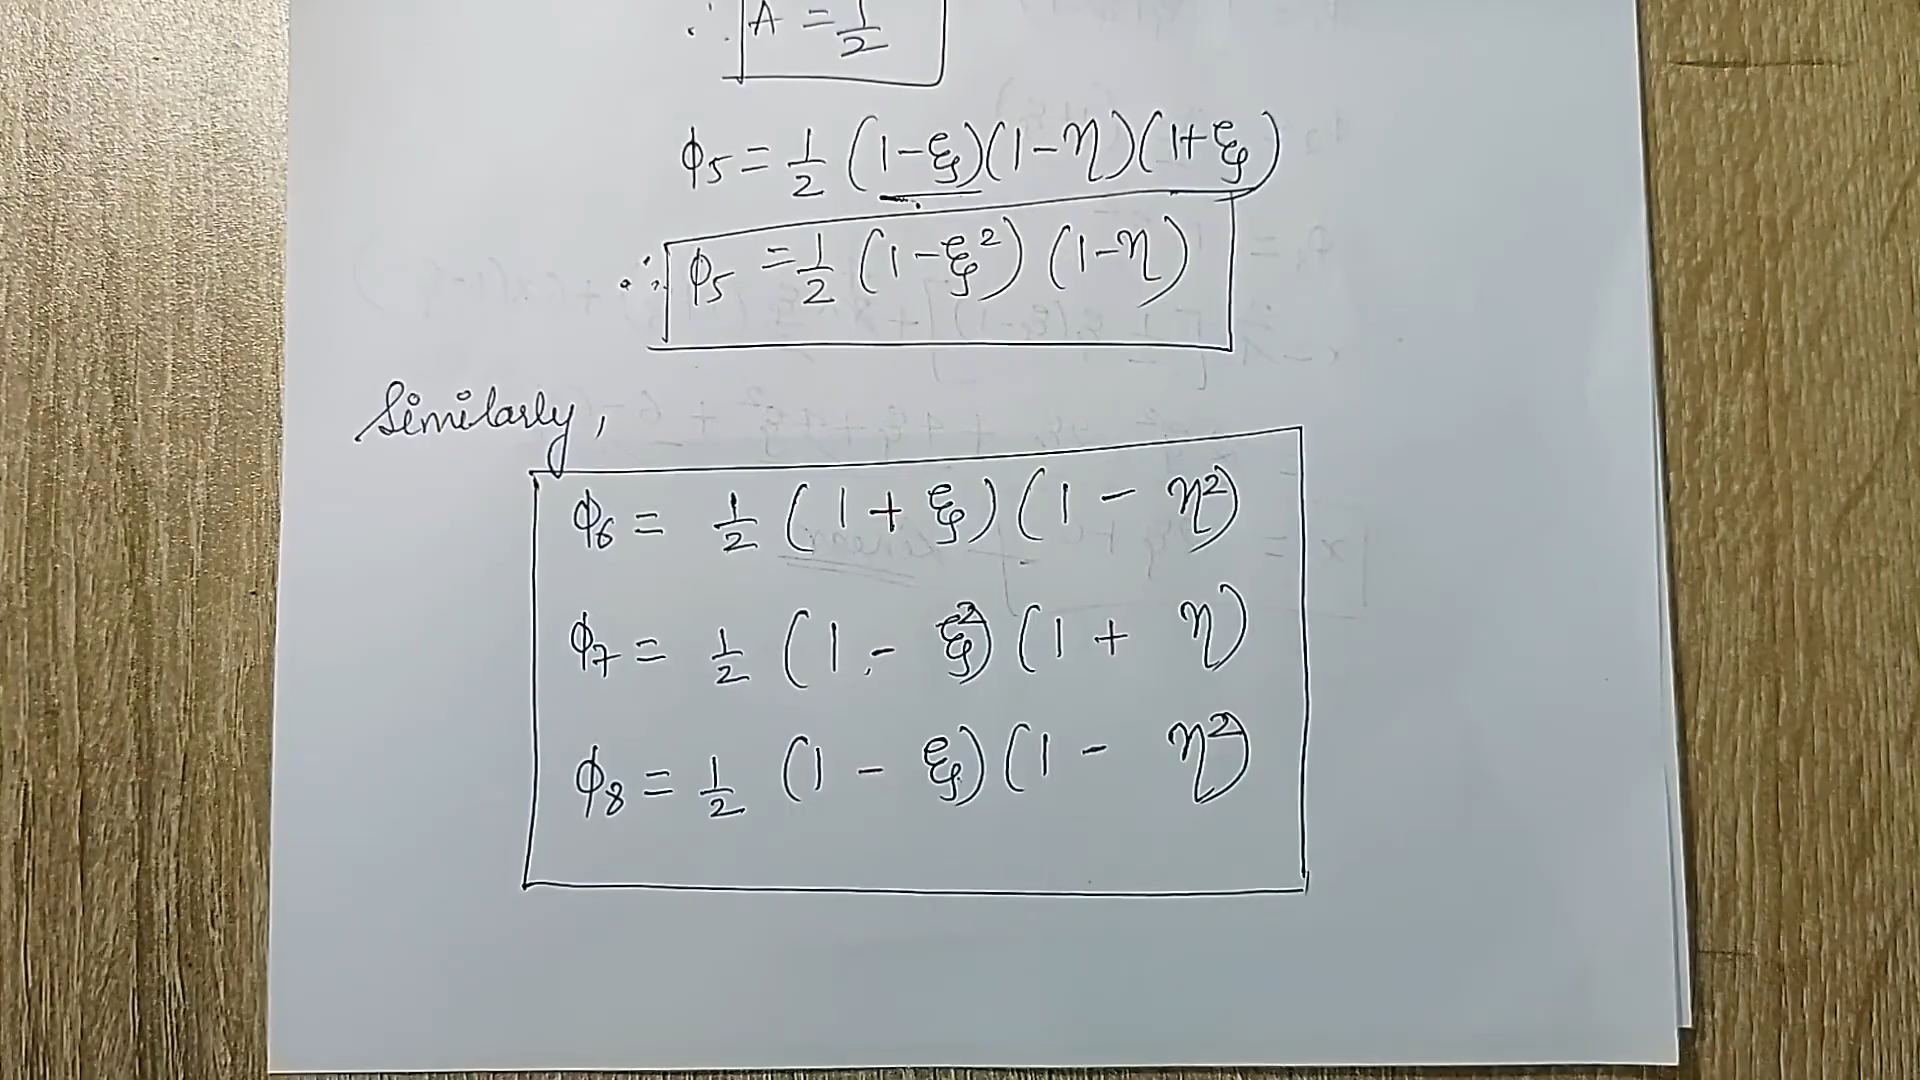 ∴ A = 1/2
ϕ5 = 1/2 (1-ξ)(1-η)(1+ξ)
∴ ϕ5 = 1/2 (1-ξ²) (1-η)
Similarly,
ϕ6 = 1/2 (1 + ξ)(1 - η²)
ϕ7 = 1/2 (1 - ξ²)(1 + η)
ϕ8 = 1/2 (1 - ξ)(1 - η²)